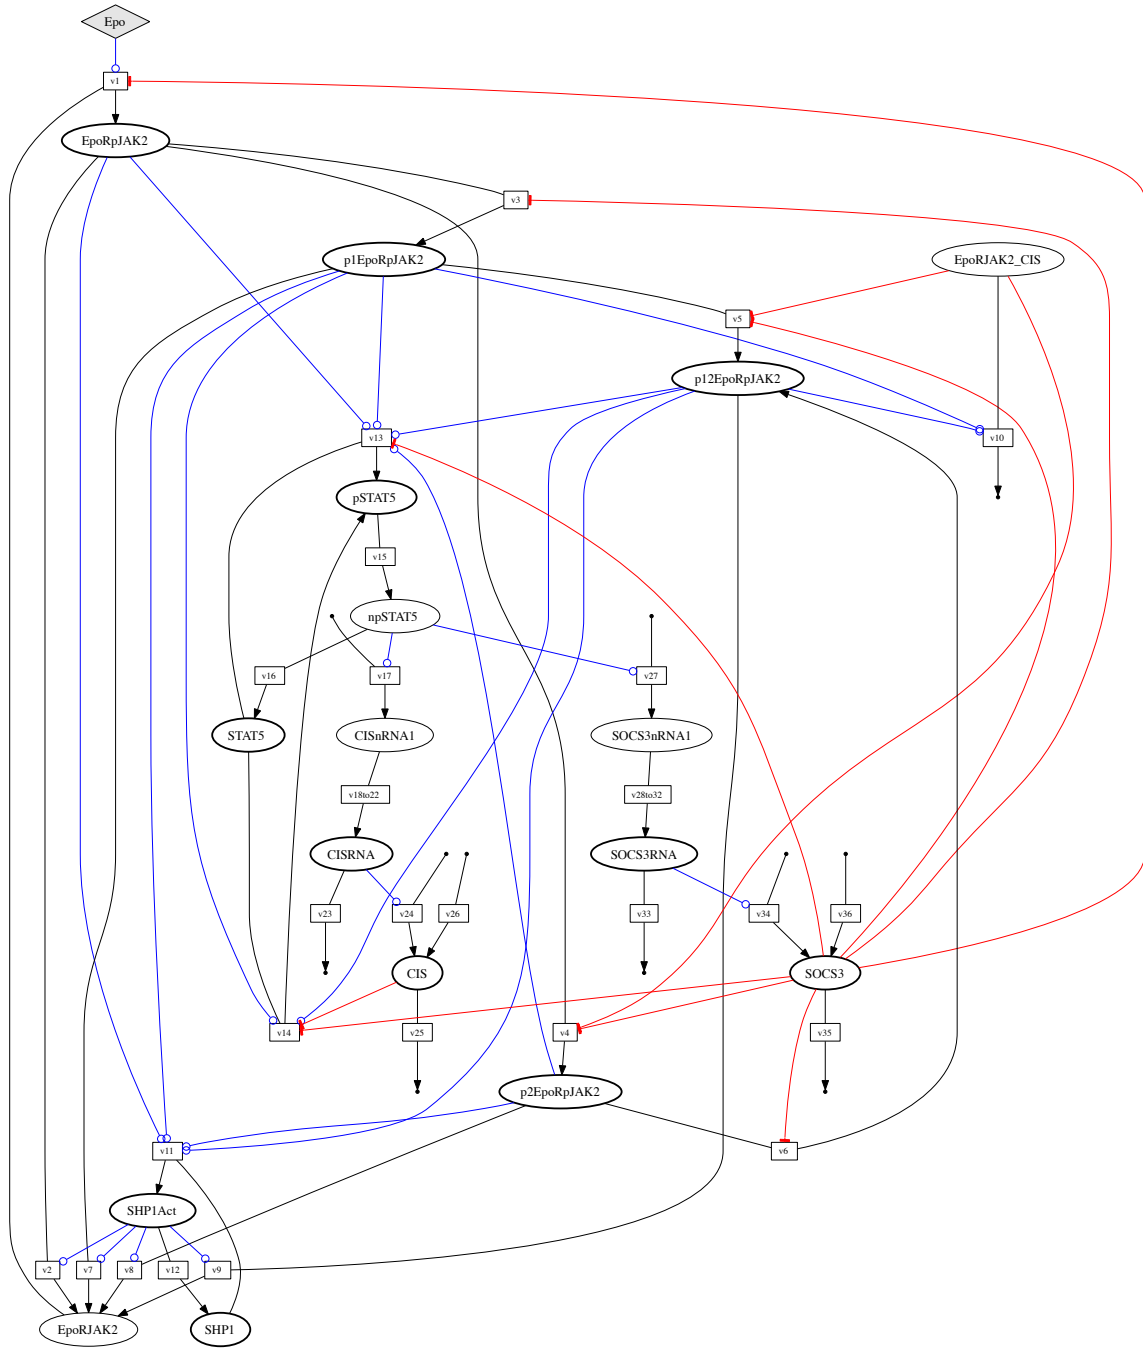 Epo
v1
EpoRpJAK2
v3
p1EpoRpJAK2
EpoRJAK2_CIS
v5
p12EpoRpJAK2
v13
v10
pSTAT5
v15
npSTAT5
v16
v17
v27
STAT5
CISnRNA1
SOCS3nRNA1
v18to22
v28to32
CISRNA
SOCS3RNA
v23
v24
v26
v33
v34
v36
CIS
SOCS3
v14
v25
v4
v35
p2EpoRpJAK2
v11
v6
SHP1Act
v2
v7
v8
v12
v9
EpoRJAK2
SHP1